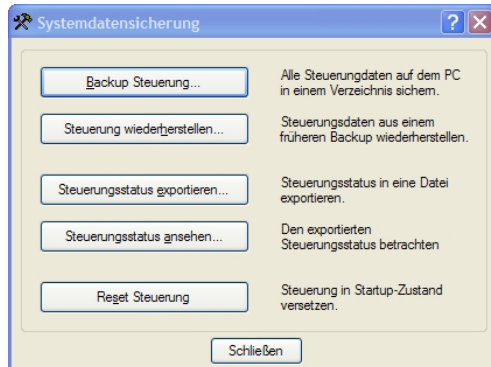 Systemdatensicherung
Backup Steuerung...
Alle Steuerungdaten auf dem PC
in einem Verzeichnis sichern.
Steuerung wiederherstellen...
Steuerungsdaten aus einem
früheren Backup wiederherstellen.
Steuerungsstatus exportieren...
Steuerungsstatus in eine Datei
exportieren.
Steuerungsstatus ansehen...
Den exportierten
Steuerungsstatus betrachten
Reset Steuerung
Steuerung in Startup-Zustand
versetzen.
Schließen